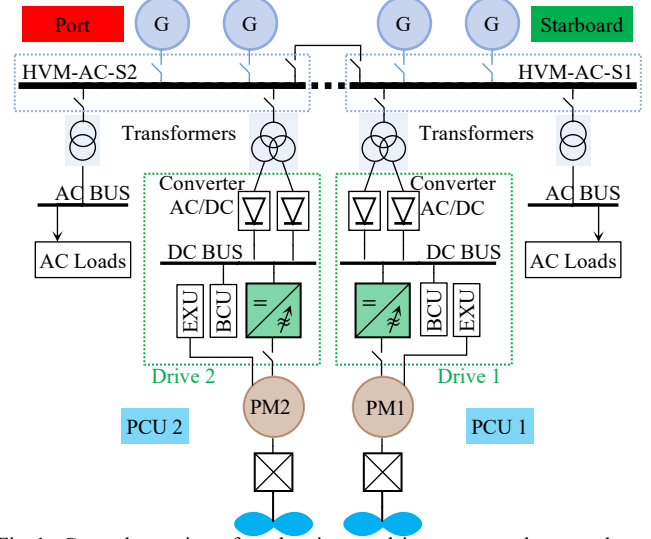 Port
G
G
G
G
Starboard
HVM-AC-S2
HVM-AC-S1
Transformers
Transformers
Converter
AC/DC
Converter
AC/DC
AC BUS
AC BUS
DC BUS
DC BUS
AC Loads
AC Loads
EXU
BCU
=
=
BCU
EXU
Drive 2
Drive 1
PM2
PM1
PCU 2
PCU 1